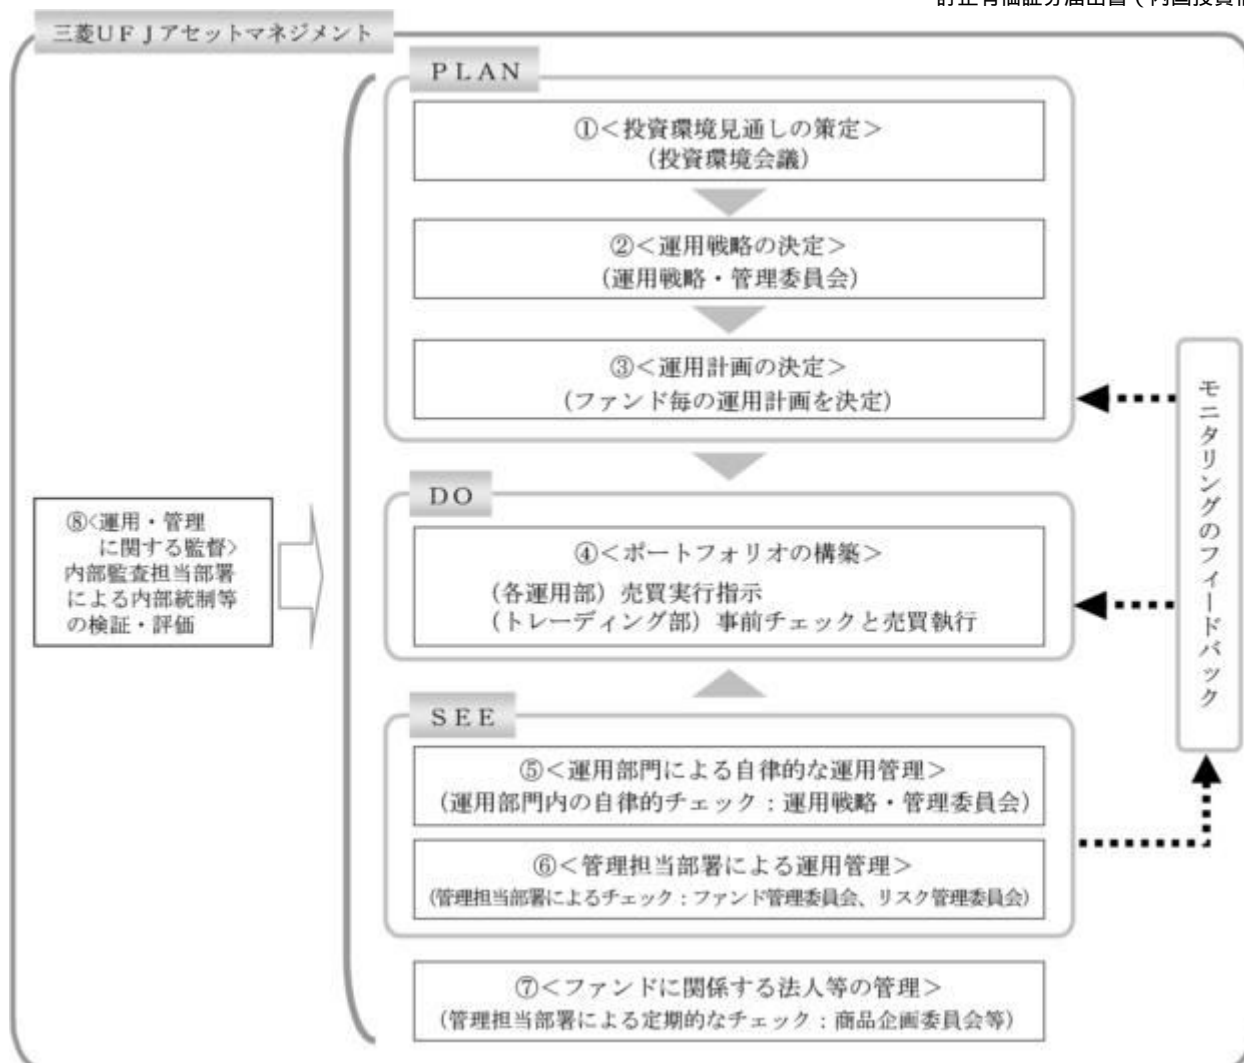 訂正有価証券届出書（内国投資信
三菱ＵＦＪアセットマネジメント
ＰＬＡＮ
①＜投資環境見通しの策定＞
（投資環境会議）
②＜運用戦略の決定＞
（運用戦略・管理委員会）
③＜運用計画の決定＞
（ファンド毎の運用計画を決定）
ＤＯ
④＜ポートフォリオの構築＞
（各運用部）売買実行指示
（トレーディング部）事前チェックと売買執行
ＳＥＥ
⑤＜運用部門による自律的な運用管理＞
（運用部門内の自律的チェック：運用戦略・管理委員会）
⑥＜管理担当部署による運用管理＞
（管理担当部署によるチェック：ファンド管理委員会、リスク管理委員会）
⑦＜ファンドに関係する法人等の管理＞
（管理担当部署による定期的なチェック：商品企画委員会等）
⑧＜運用・管理
に関する監督＞
内部監査担当部署
による内部統制等
の検証・評価
モニタリングのフィードバック